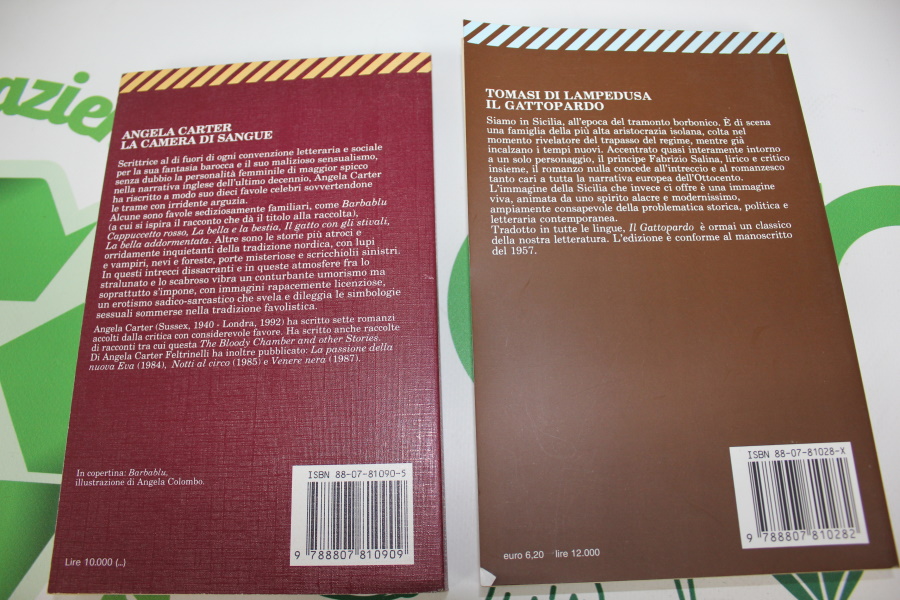 azien
ANGELA CARTER
LA CAMERA DI SANGUE
Scrittrice al di fuori di ogni convenzione letteraria e sociale
per la sua fantasia barocca e il suo malizioso sensualismo,
senza dubbio la personalità femminile di maggior spicco
nella narrativa inglese dell'ultimo decennio, Angela Carter
ha riscritto a modo suo dieci favole celebri sovvertendone
le trame con irridente arguzia.
Alcune sono favole sediziosamente familiari, come Barbablu
(a cui si ispira il racconto che dà il titolo alla raccolta),
Cappuccetto rosso, La bella e la bestia, Il gatto con gli stivali,
La bella addormentata. Altre sono le storie più atroci e
orridamente inquietanti della tradizione nordica, con lupi
e vampiri, nevi e foreste, porte misteriose e scricchiolii sinistri.
In questi intrecci dissacranti e in queste atmosfere fra lo
stralunato e lo scabroso vibra un conturbante umorismo ma
soprattutto s'impone, con immagini rapacemente licenziose,
un erotismo sadico-sarcastico che svela e dileggia le simbologie
sessuali sommerse nella tradizione favolistica.
Angela Carter (Sussex, 1940 - Londra, 1992) ha scritto sette romanzi
accolti dalla critica con considerevole favore. Ha scritto anche raccolte
di racconti tra cui questa The Bloody Chamber and other Stories.
Di Angela Carter Feltrinelli ha inoltre pubblicato: La passione della
nuova Eva (1984), Notti al circo (1985) e Venere nera (1987).
In copertina: Barbablu,
illustrazione di Angela Colombo.
ISBN 88-07-81090-5
9 788807 810909
Lire 10.000 (..)
TOMASI DI LAMPEDUSA
IL GATTOPARDO
Siamo in Sicilia, all'epoca del tramonto borbonico. È di scena
una famiglia della più alta aristocrazia isolana, colta nel
momento rivelatore del trapasso del regime, mentre già
incalzano i tempi nuovi. Accentrato quasi interamente intorno
a un solo personaggio, il principe Fabrizio Salina, lirico e critico
insieme, il romanzo nulla concede all'intreccio e al romanzesco
tanto cari a tutta la narrativa europea dell'Ottocento.
L'immagine della Sicilia che invece ci offre è una immagine
viva, animata da uno spirito alacre e modernissimo,
ampiamente consapevole della problematica storica, politica e
letteraria contemporanea.
Tradotto in tutte le lingue, Il Gattopardo è ormai un classico
della nostra letteratura. L'edizione è conforme al manoscritto
del 1957.
ISBN 88-07-81028-X
9 788807 810282
euro 6,20 lire 12.000